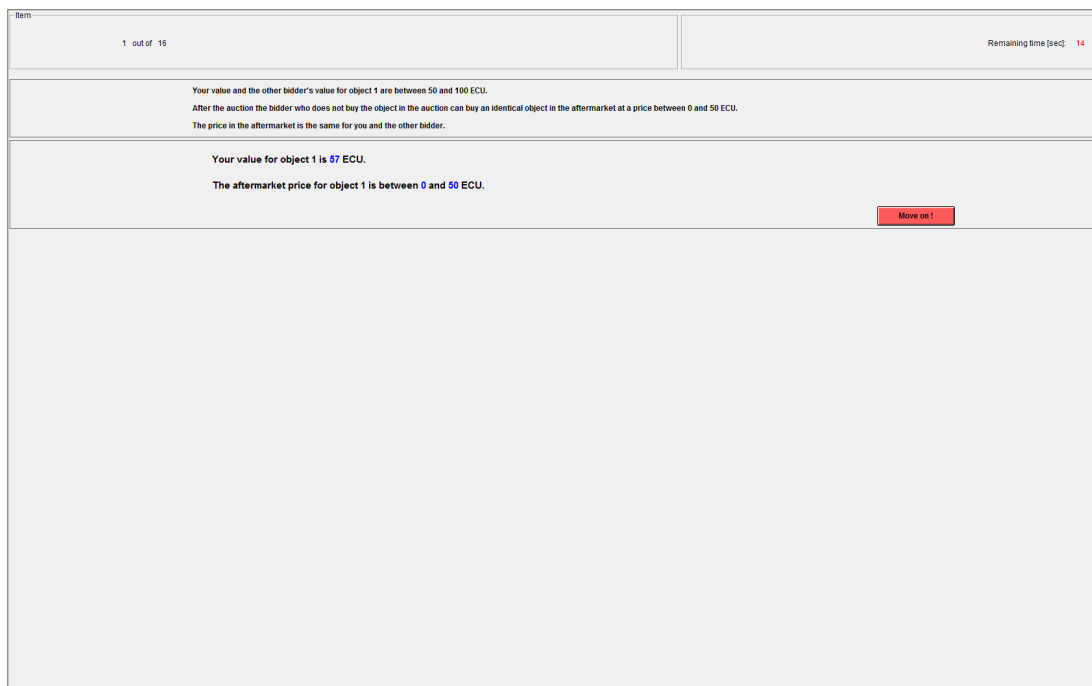 Item
1 out of 16
Remaining time [sec]: 14
Your value and the other bidder's value for object 1 are between 50 and 100 ECU.
After the auction the bidder who does not buy the object in the auction can buy an identical object in the aftermarket at a price between 0 and 50 ECU.
The price in the aftermarket is the same for you and the other bidder.
Your value for object 1 is 57 ECU.
The aftermarket price for object 1 is between 0 and 50 ECU.
Move on !